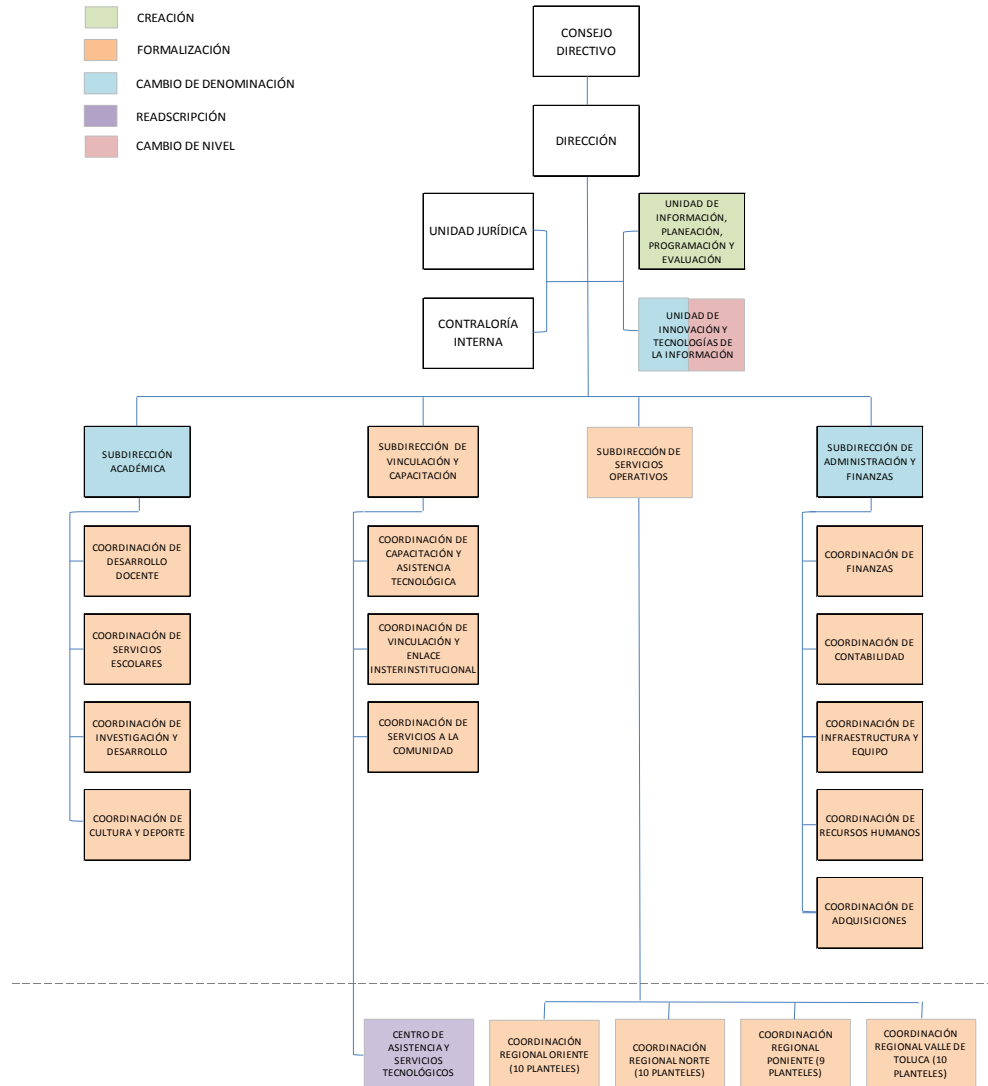 CREACIÓN
FORMALIZACIÓN
CAMBIO DE DENOMINACIÓN
READSCRIPCIÓN
CAMBIO DE NIVEL
CONSEJO
DIRECTIVO
DIRECCIÓN
UNIDAD JURÍDICA
UNIDAD DE
INFORMACIÓN,
PLANEACIÓN,
PROGRAMACIÓN Y
EVALUACIÓN
CONTRALORÍA
INTERNA
UNIDAD DE
INNOVACIÓN Y
TECNOLOGÍAS DE
LA INFORMACIÓN
SUBDIRECCIÓN
ACADÉMICA
SUBDIRECCIÓN DE
VINCULACIÓN Y
CAPACITACIÓN
SUBDIRECCIÓN DE
SERVICIOS
OPERATIVOS
SUBDIRECCIÓN DE
ADMINISTRACIÓN Y
FINANZAS
COORDINACIÓN DE
DESARROLLO
DOCENTE
COORDINACIÓN DE
SERVICIOS
ESCOLARES
COORDINACIÓN DE
INVESTIGACIÓN Y
DESARROLLO
COORDINACIÓN DE
CULTURA Y DEPORTE
COORDINACIÓN DE
CAPACITACIÓN Y
ASISTENCIA
TECNOLÓGICA
COORDINACIÓN DE
VINCULACIÓN Y
ENLACE
INSTERINSTITUCIONAL
COORDINACIÓN DE
SERVICIOS A LA
COMUNIDAD
COORDINACIÓN DE
FINANZAS
COORDINACIÓN DE
CONTABILIDAD
COORDINACIÓN DE
INFRAESTRUCTURA Y
EQUIPO
COORDINACIÓN DE
RECURSOS HUMANOS
COORDINACIÓN DE
ADQUISICIONES
CENTRO DE
ASISTENCIA Y
SERVICIOS
TECNOLÓGICOS
COORDINACIÓN
REGIONAL ORIENTE
(10 PLANTELES)
COORDINACIÓN
REGIONAL NORTE
(10 PLANTELES)
COORDINACIÓN
REGIONAL
PONIENTE (9
PLANTELES)
COORDINACIÓN
REGIONAL VALLE DE
TOLUCA (10
PLANTELES)